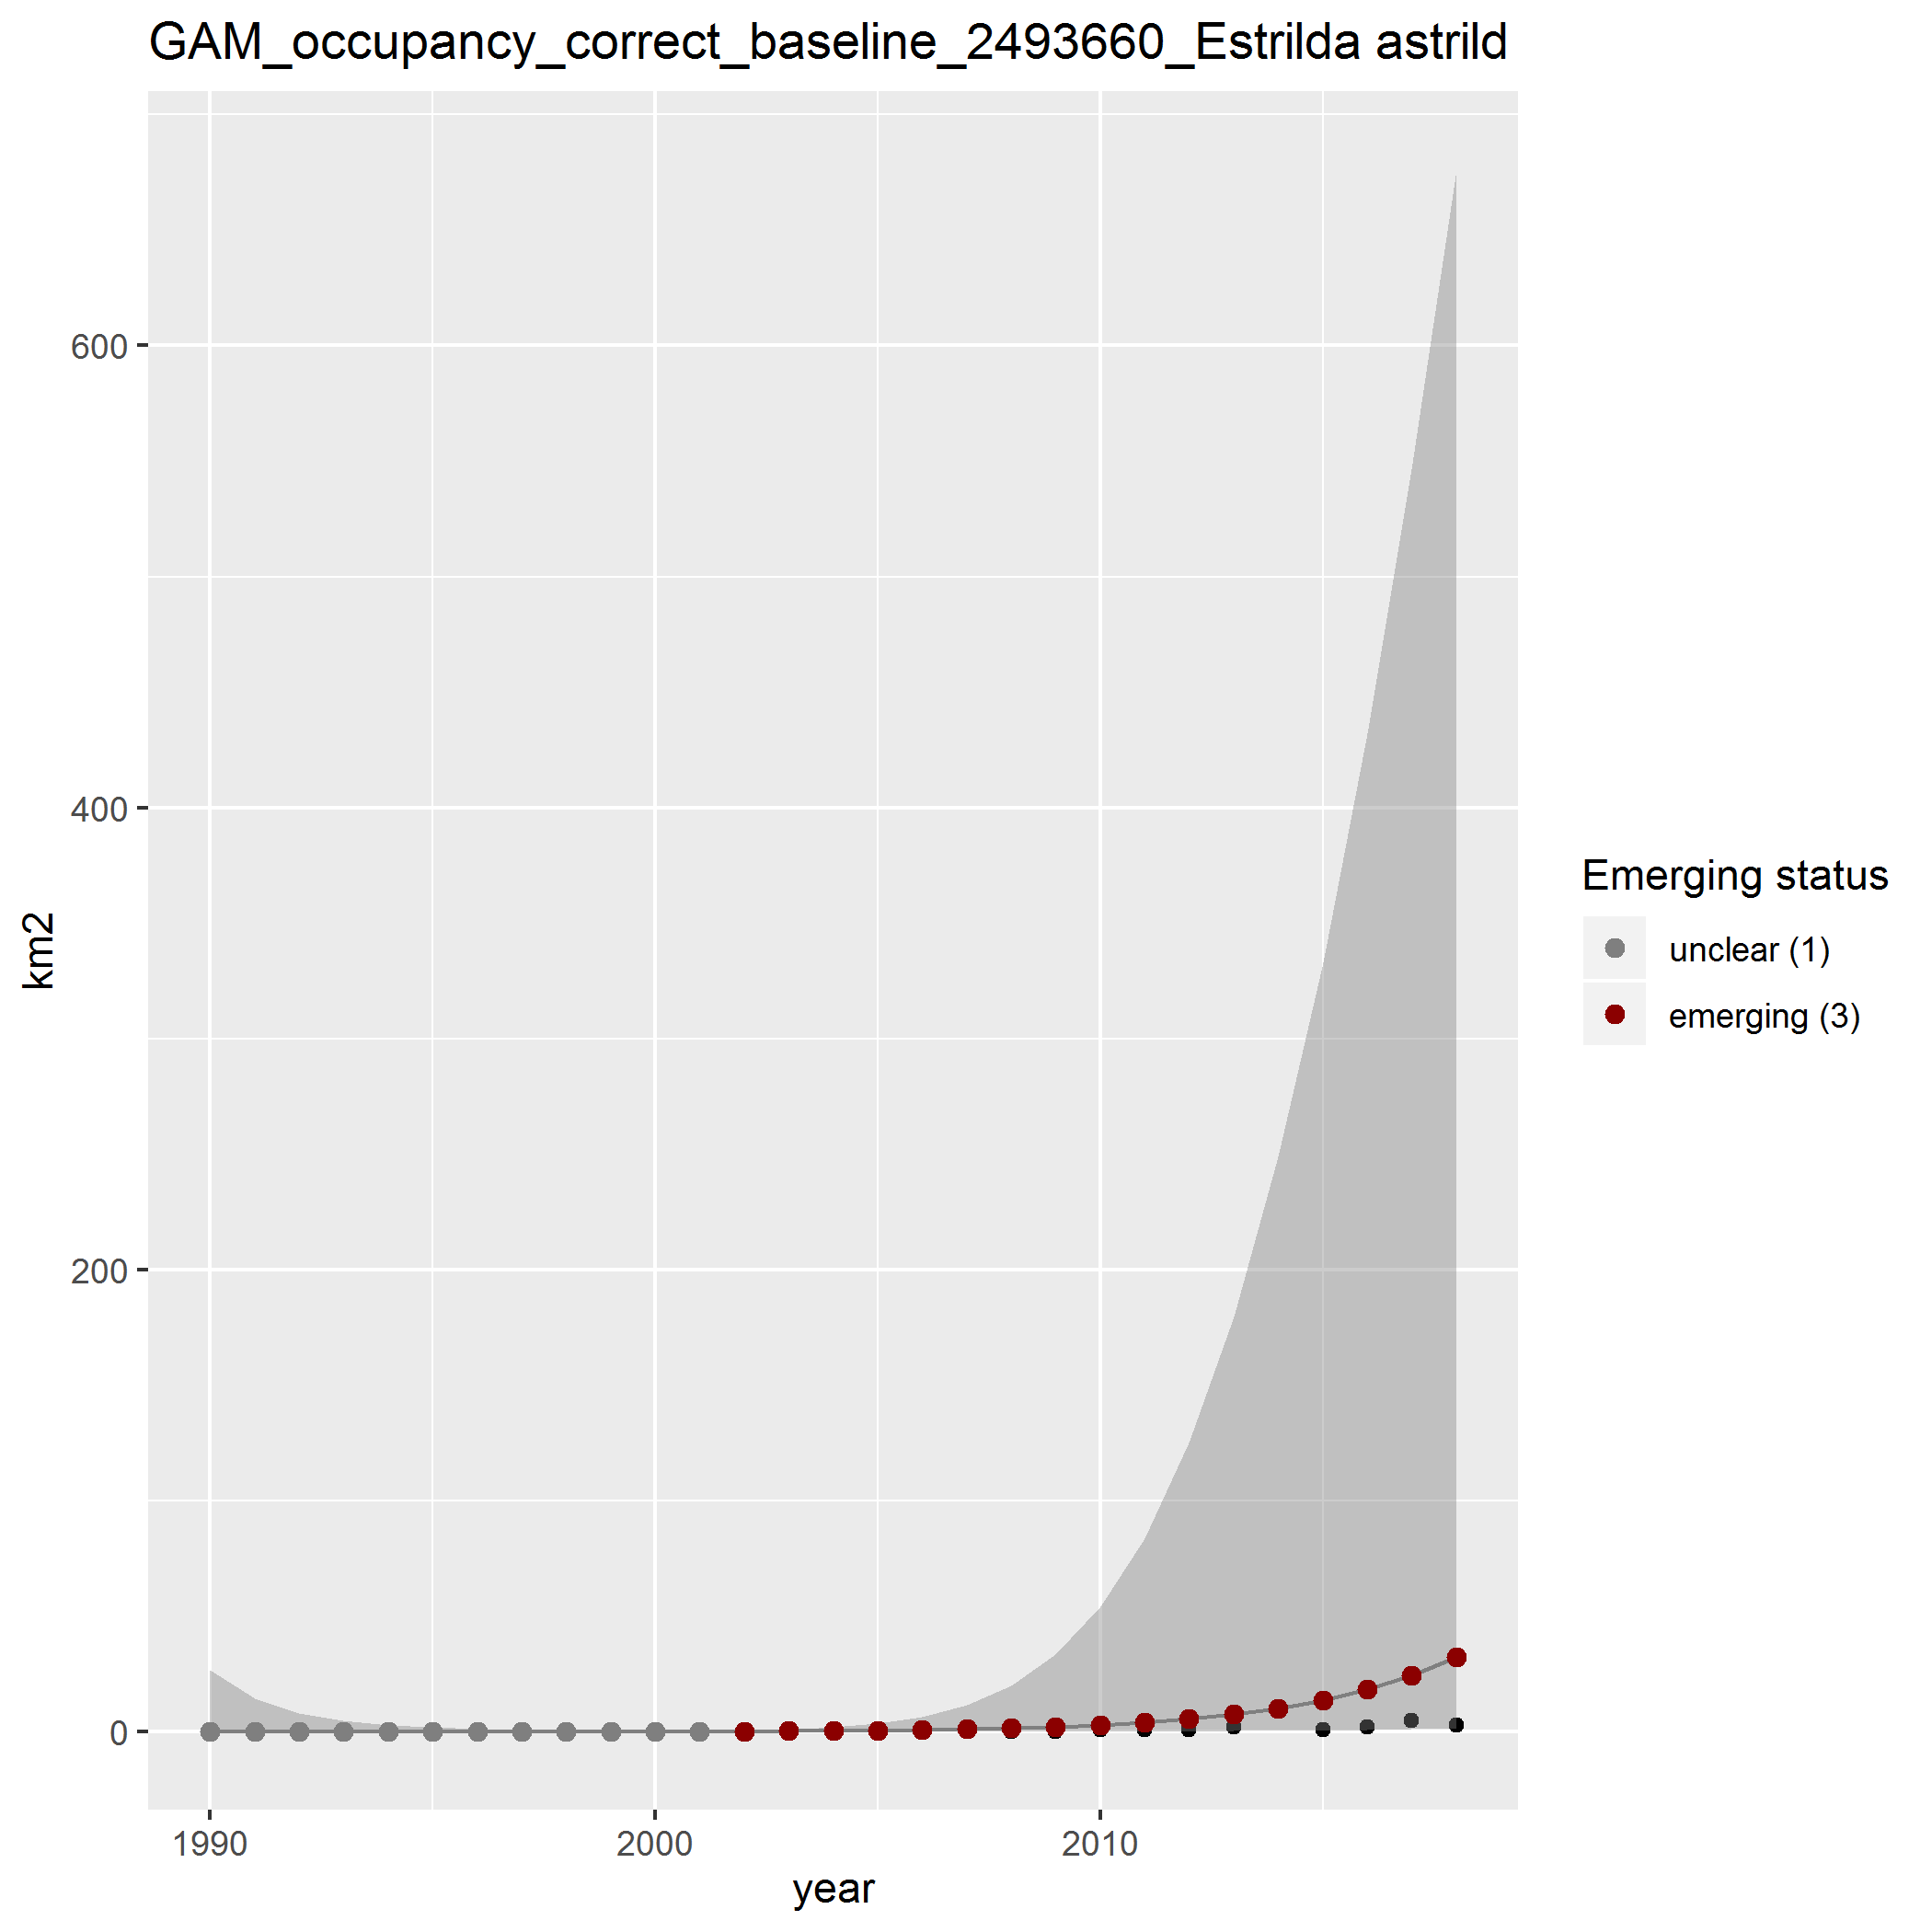 GAM_occupancy_correct_baseline_2493660_Estrilda astrild
600
400
200
0
km2
1990 2000 2010
year
Emerging status
unclear (1)
emerging (3)